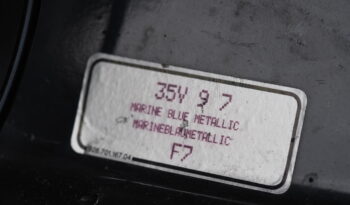 35V 9 7
MARINE BLUE METALLIC
MARINEBLAUMETALLIC
F7